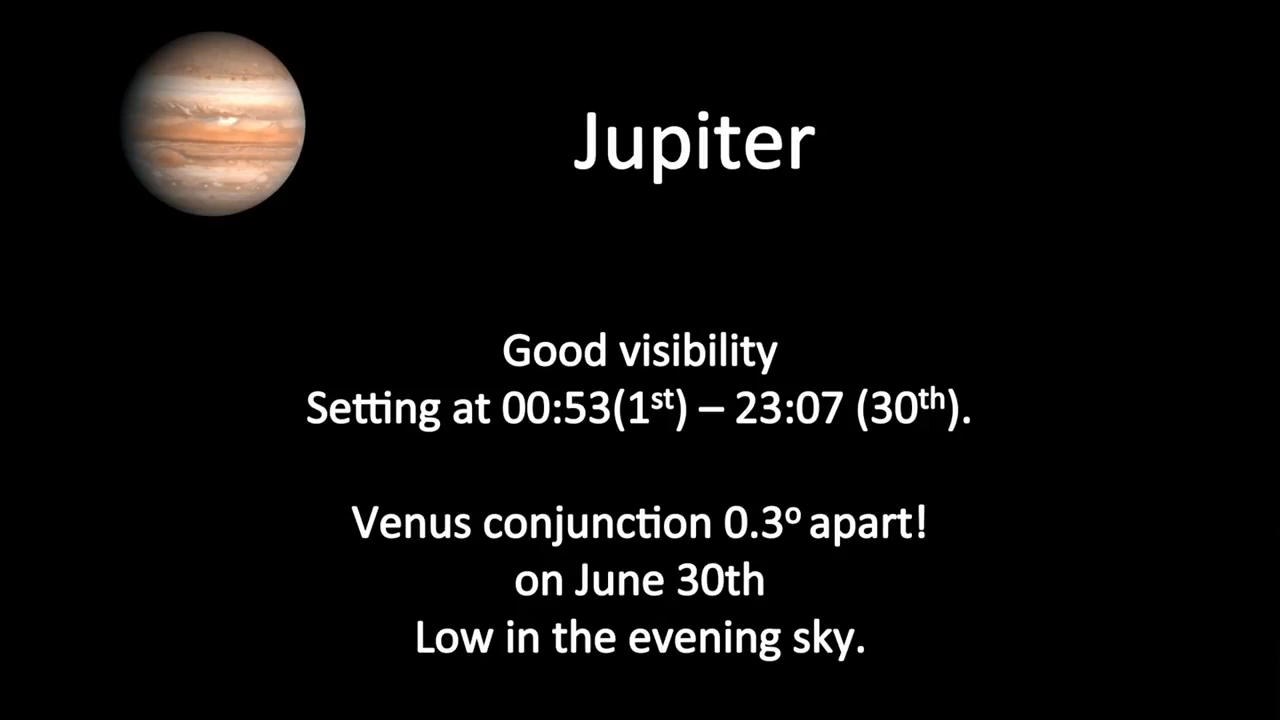 Jupiter
Good visibility
Setting at 00:53(1st) – 23:07 (30th).
Venus conjunction 0.3º apart!
on June 30th
Low in the evening sky.